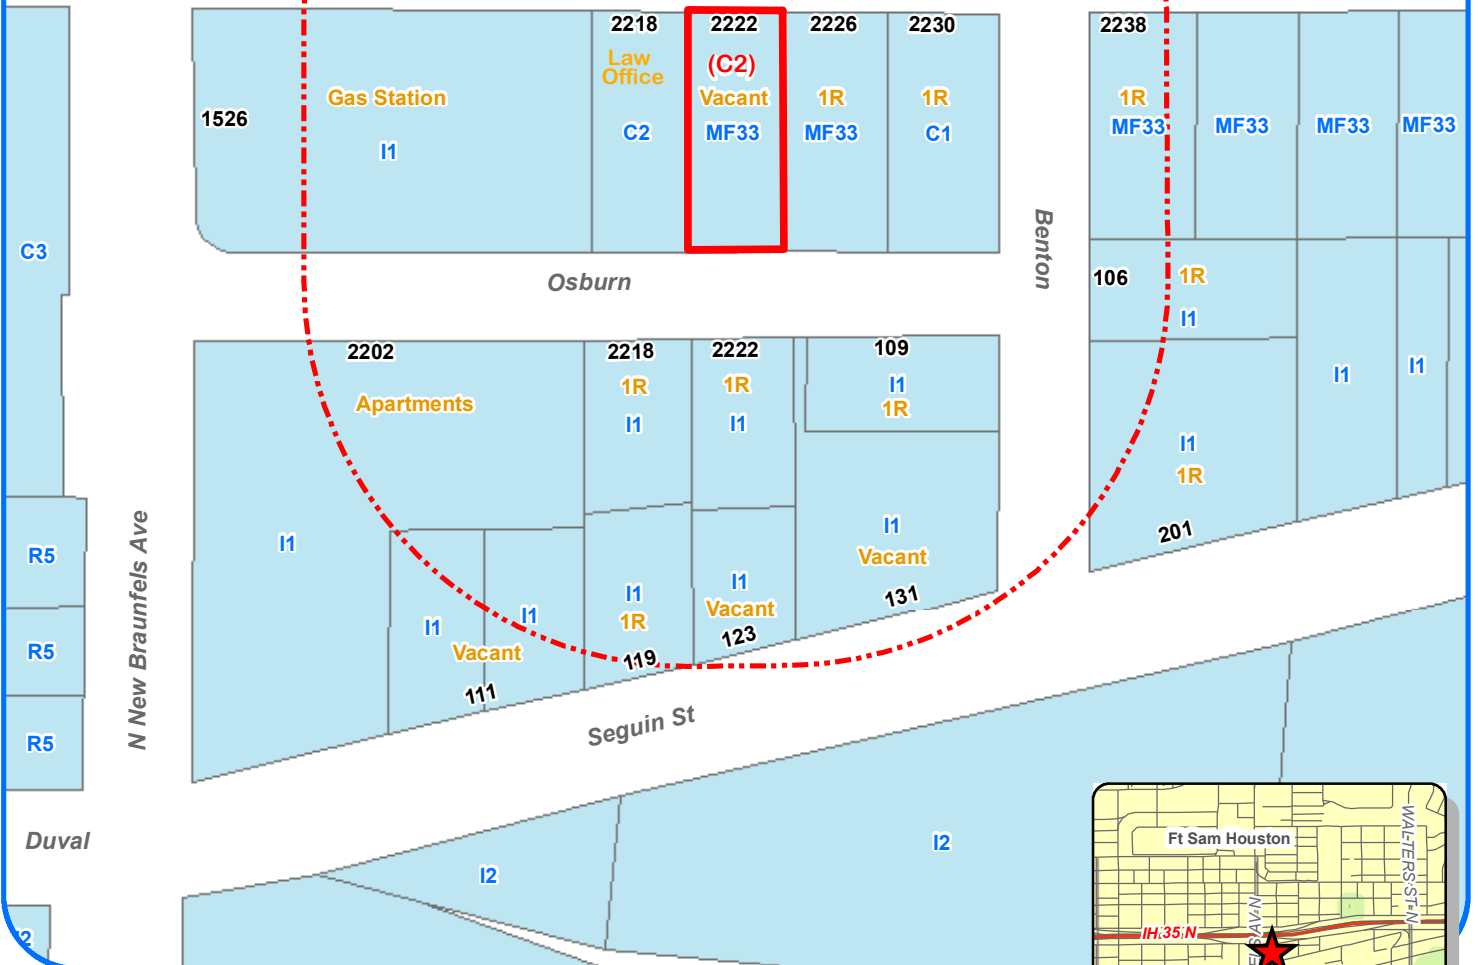 2218
2222
2226
2230
2238
Law
Office
(C2)
Gas Station
Vacant
1R
1R
1R
1526
I1
C2
MF33
MF33
C1
MF33
MF33
MF33
MF33
C3
Benton
Osburn
106
1R
I1
2202
2218
2222
109
Apartments
1R
1R
I1
1R
I1
I1
I1
I1
I1
1R
201
N New Braunfels Ave
R5
R5
R5
I1
I1
Vacant
131
I1
I1
Vacant
111
I1
1R
119
I1
Vacant
123
Seguin St
Duval
I2
I2
Ft Sam Houston
WALTERS ST N
IH 35 N